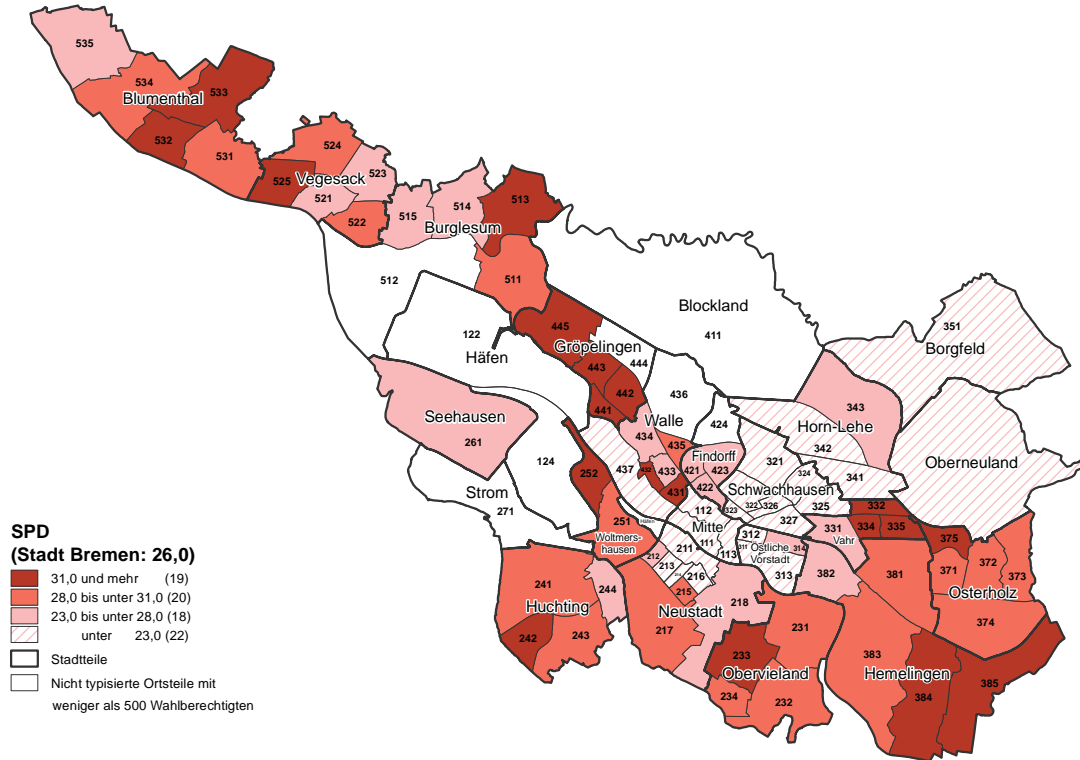 535
534
Blumenthal
533
532
531
524
523
Vegesack
525
521
522
513
514
515
Burglesum
512
511
Blockland
411
351
Borgfeld
122
Häfen
445
Gröpelingen
444
443
442
441
436
343
Horn-Lehe
342
Walle
434
435
424
Seehausen
261
Findorff
421
423
422
321
324
341
Oberneuland
124
252
437
432
433
431
Schwachhausen
322
326
325
323
327
Strom
271
251
Woltmers-
hausen
Häfen
112
Mitte
111
113
312
311
Östliche
Vorstadt
314
313
332
334
335
331
Vahr
375
371
372
373
Osterholz
374
211
212
213
214
216
215
382
381
241
244
Huchting
242
243
Neustadt
217
218
231
233
Obervieland
234
232
383
Hemelingen
384
385
SPD
(Stadt Bremen: 26,0)
31,0 und mehr (19)
28,0 bis unter 31,0 (20)
23,0 bis unter 28,0 (18)
unter 23,0 (22)
Stadtteile
Nicht typisierte Ortsteile mit
weniger als 500 Wahlberechtigten